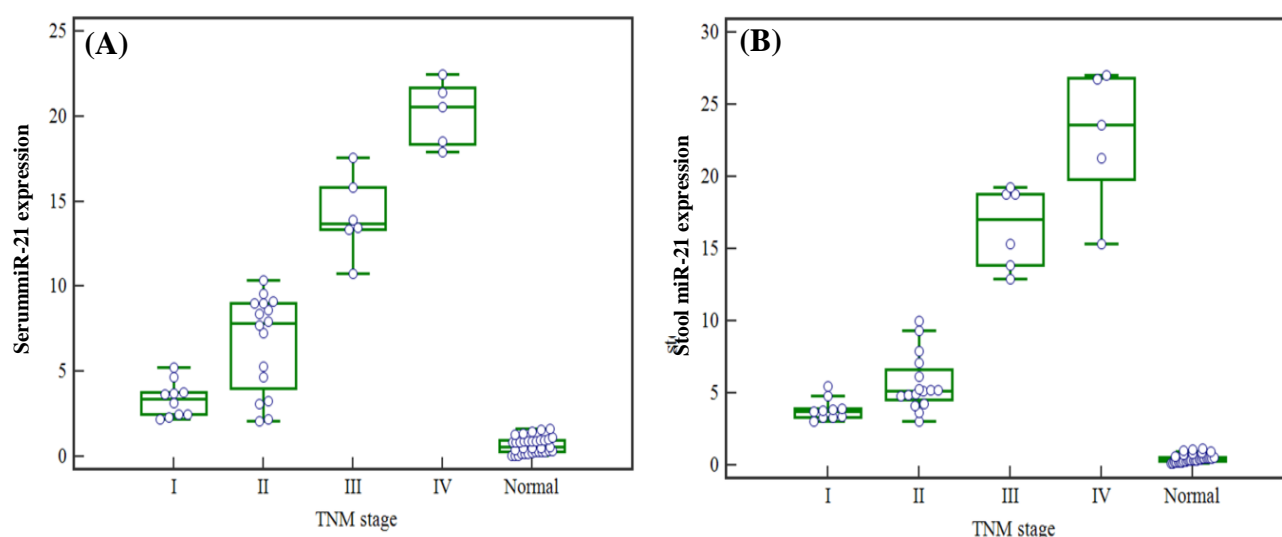 (A)
SerummiR-21 expression
25
20
15
10
5
0
I II III IV Normal
TNM stage
(B)
Stool miR-21 expression
30
25
20
15
10
5
0
I II III IV Normal
TNM stage